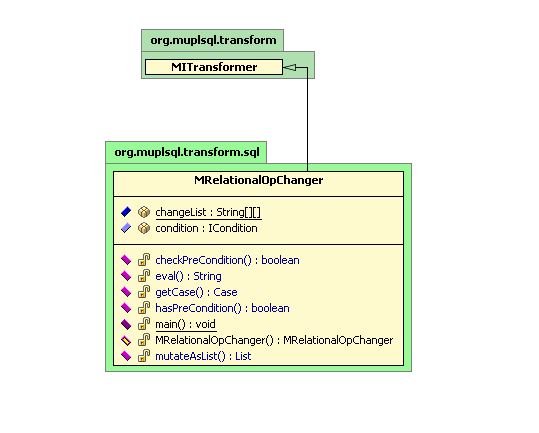 org.muplsql.transform
MITransformer
org.muplsql.transform.sql
MRelationalOpChanger
changeList : String[][]
condition : ICondition
checkPreCondition() : boolean
eval() : String
getCase() : Case
hasPreCondition() : boolean
main() : void
MRelationalOpChanger() : MRelationalOpChanger
mutateAsList() : List